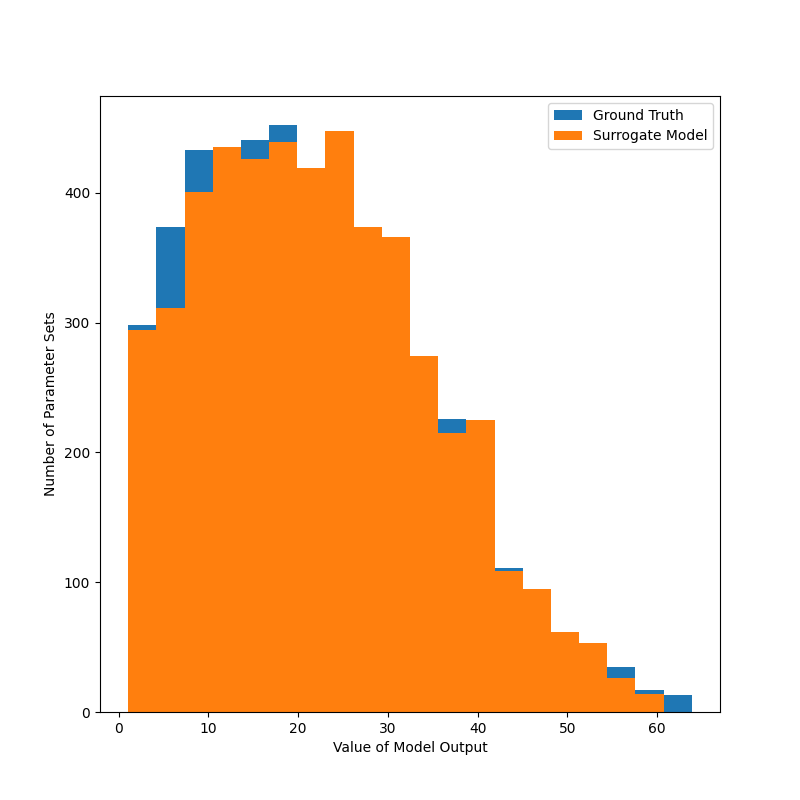 Ground Truth
Surrogate Model
400
300
200
100
0
Number of Parameter Sets
0 10 20 30 40 50 60
Value of Model Output